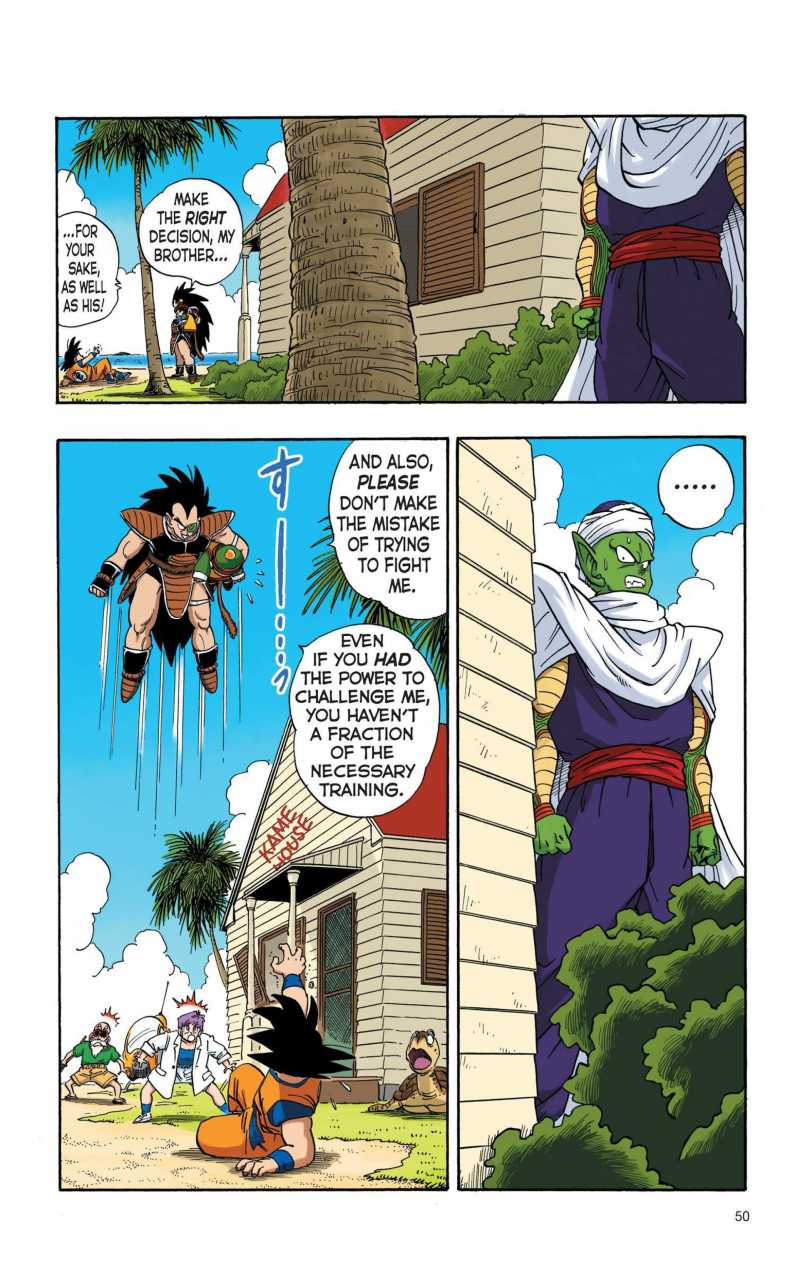 MAKE
THE RIGHT
DECISION, MY
BROTHER...
...FOR
YOUR
SAKE,
AS WELL
AS HIS!
AND ALSO,
PLEASE
DON'T MAKE
THE MISTAKE
OF TRYING
TO FIGHT
ME.
EVEN
IF YOU HAD
THE POWER TO
CHALLENGE ME,
YOU HAVEN'T
A FRACTION
OF THE
NECESSARY
TRAINING.
すー…‥っ
KAME
HOUSE
.....
50